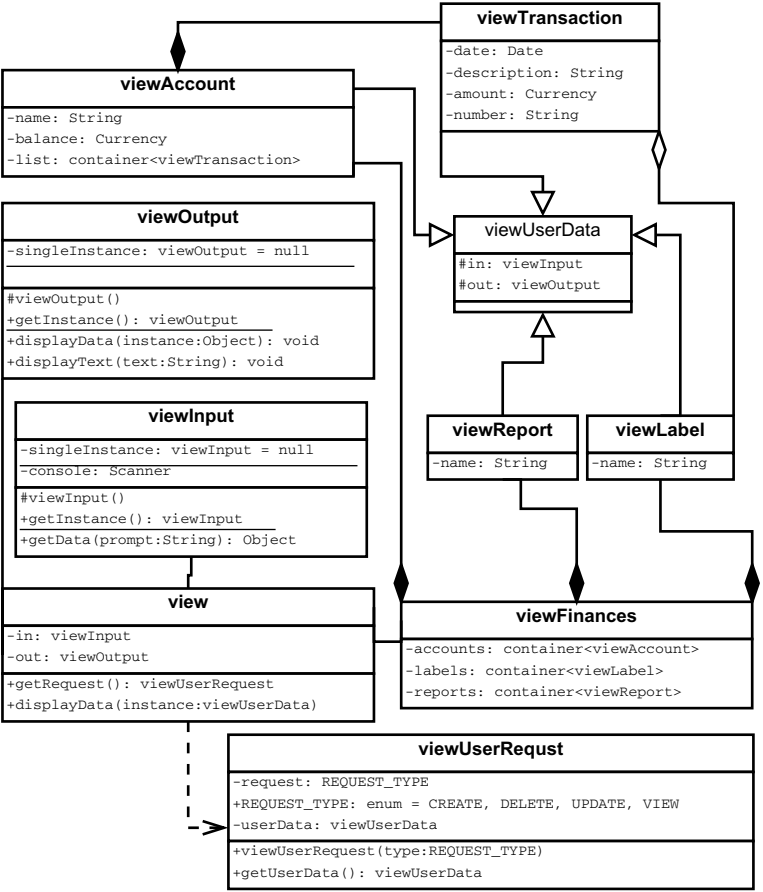 viewTransaction
-date: Date
-description: String
-amount: Currency
-number: String
viewAccount
-name: String
-balance: Currency
-list: container<viewTransaction>
viewOutput
-singleInstance: viewOutput = null
#viewOutput()
+getInstance(): viewOutput
+displayData(instance:Object): void
+displayText(text:String): void
viewUserData
#in: viewInput
#out: viewOutput
viewInput
-singleInstance: viewInput = null
-console: Scanner
#viewInput()
+getInstance(): viewInput
+getData(prompt:String): Object
viewReport
-name: String
viewLabel
-name: String
view
-in: viewInput
-out: viewOutput
+getRequest(): viewUserRequest
+displayData(instance:viewUserData)
viewFinances
-accounts: container<viewAccount>
-labels: container<viewLabel>
-reports: container<viewReport>
viewUserRequst
-request: REQUEST_TYPE
+REQUEST_TYPE: enum = CREATE, DELETE, UPDATE, VIEW
-userData: viewUserData
+viewUserRequest(type:REQUEST_TYPE)
+getUserData(): viewUserData